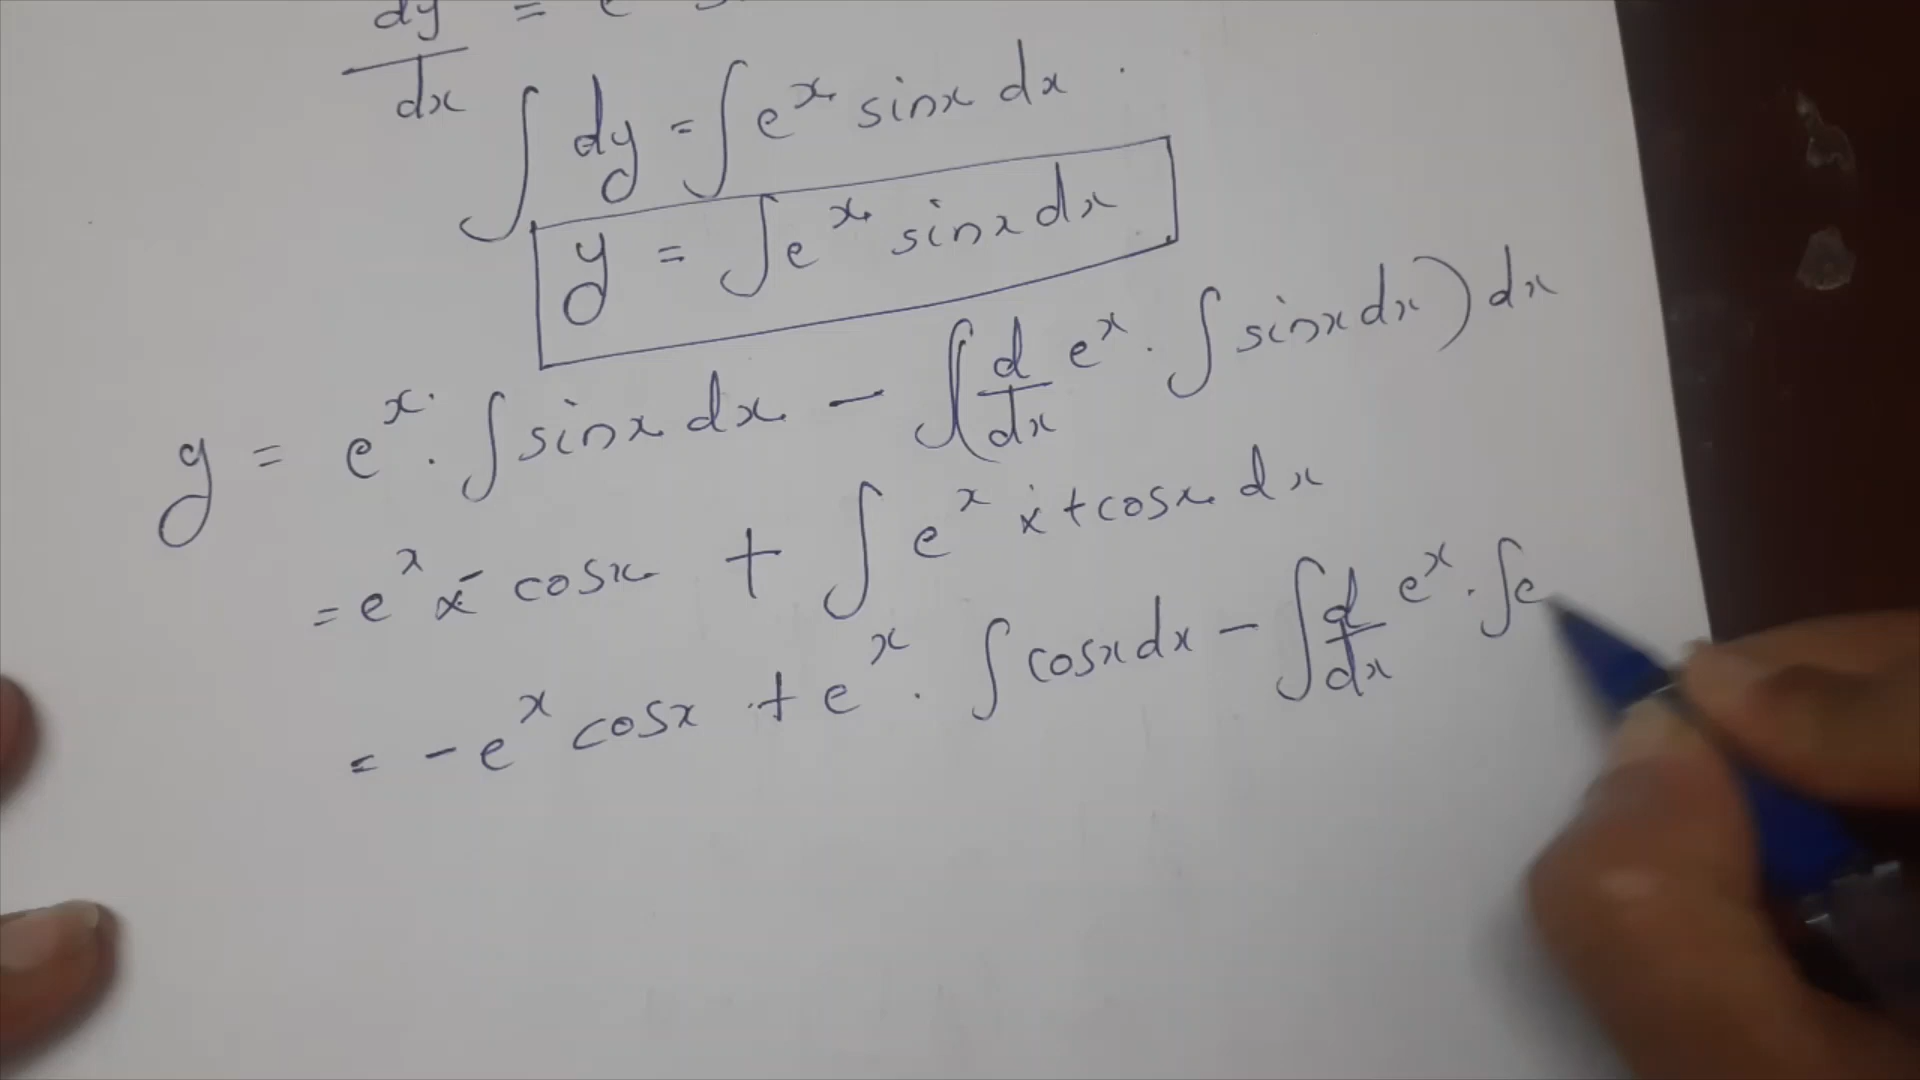 dy/dx = e
∫ dy = ∫ e^x sinx dx .
y = ∫ e^x sinx dx
y = e^x . ∫ sinx dx - ∫(d/dx e^x . ∫ sinx dx) dx
= e^x x - cosx + ∫ e^x x + cosx dx
= - e^x cosx + e^x . ∫ cosx dx - ∫ d/dx e^x . ∫ c